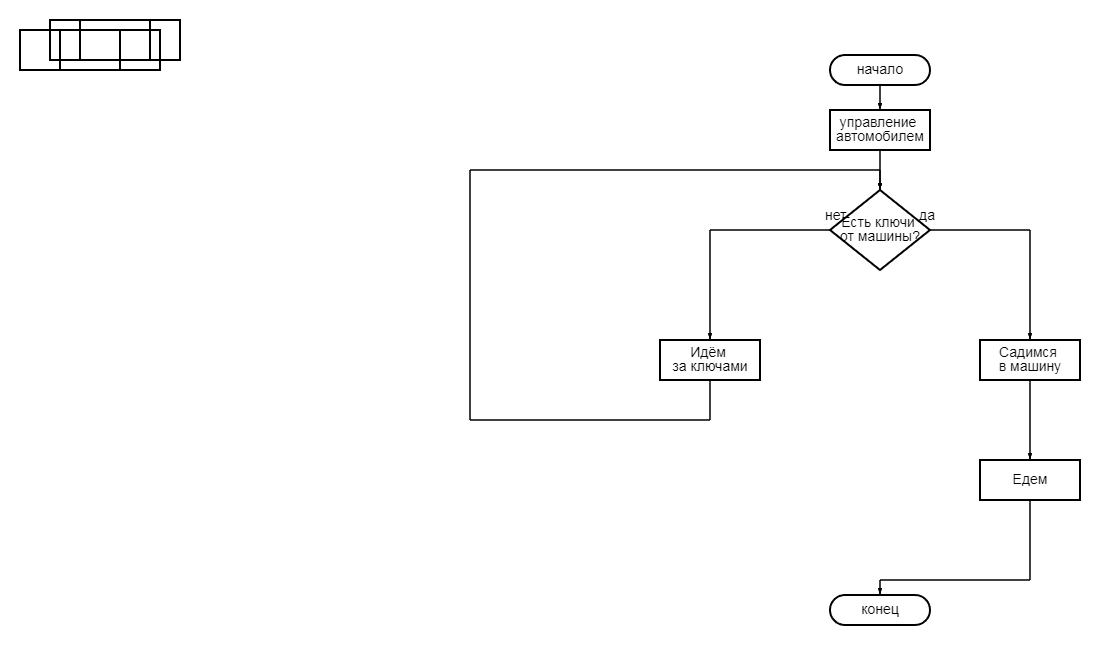 начало
управление
автомобилем
нет
да
Есть ключи
от машины?
Идём
за ключами
Садимся
в машину
Едем
конец